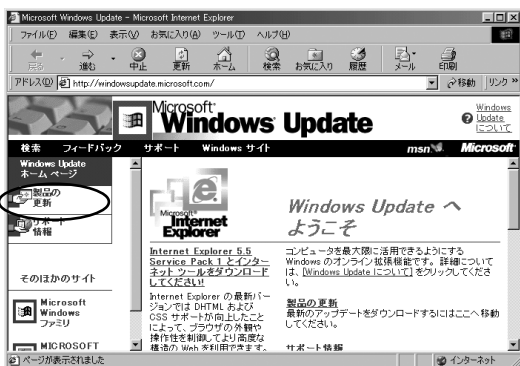 Microsoft Windows Update - Microsoft Internet Explorer
ファイル(F) 編集(E) 表示(V) お気に入り(A) ツール(T) ヘルプ(H)
戻る 進む 中止 更新 ホーム 検索 お気に入り 履歴 メール 印刷
アドレス(D) http://windowsupdate.microsoft.com/ 移動 リンク »
Microsoft
Windows Update
Windows
Update
について
検索 フィードバック サポート Windows サイト msn Microsoft
Windows Update
ホーム ページ
製品の
更新
サポート
情報
そのほかのサイト
Microsoft
Windows
ファミリ
MICROSOFT
Microsoft
Internet
Explorer
Internet Explorer 5.5
Service Pack 1 とインター
ネット ツールをダウンロード
してください!
Internet Explorer の最新バー
ジョンでは DHTML および
CSS サポートが向上したこと
によって、ブラウザの外観や
操作性を制御してより高度な
構造の Web を利用できます。
Windows Update へ
ようこそ
コンピュータを最大限に活用できるようにする
Windows のオンライン拡張機能です。詳細について
は、[Windows Update について] をクリックしてくださ
い。
製品の更新
最新のアップデートをダウンロードするにはここへ移動
してください。
サポート情報
ページが表示されました インターネット